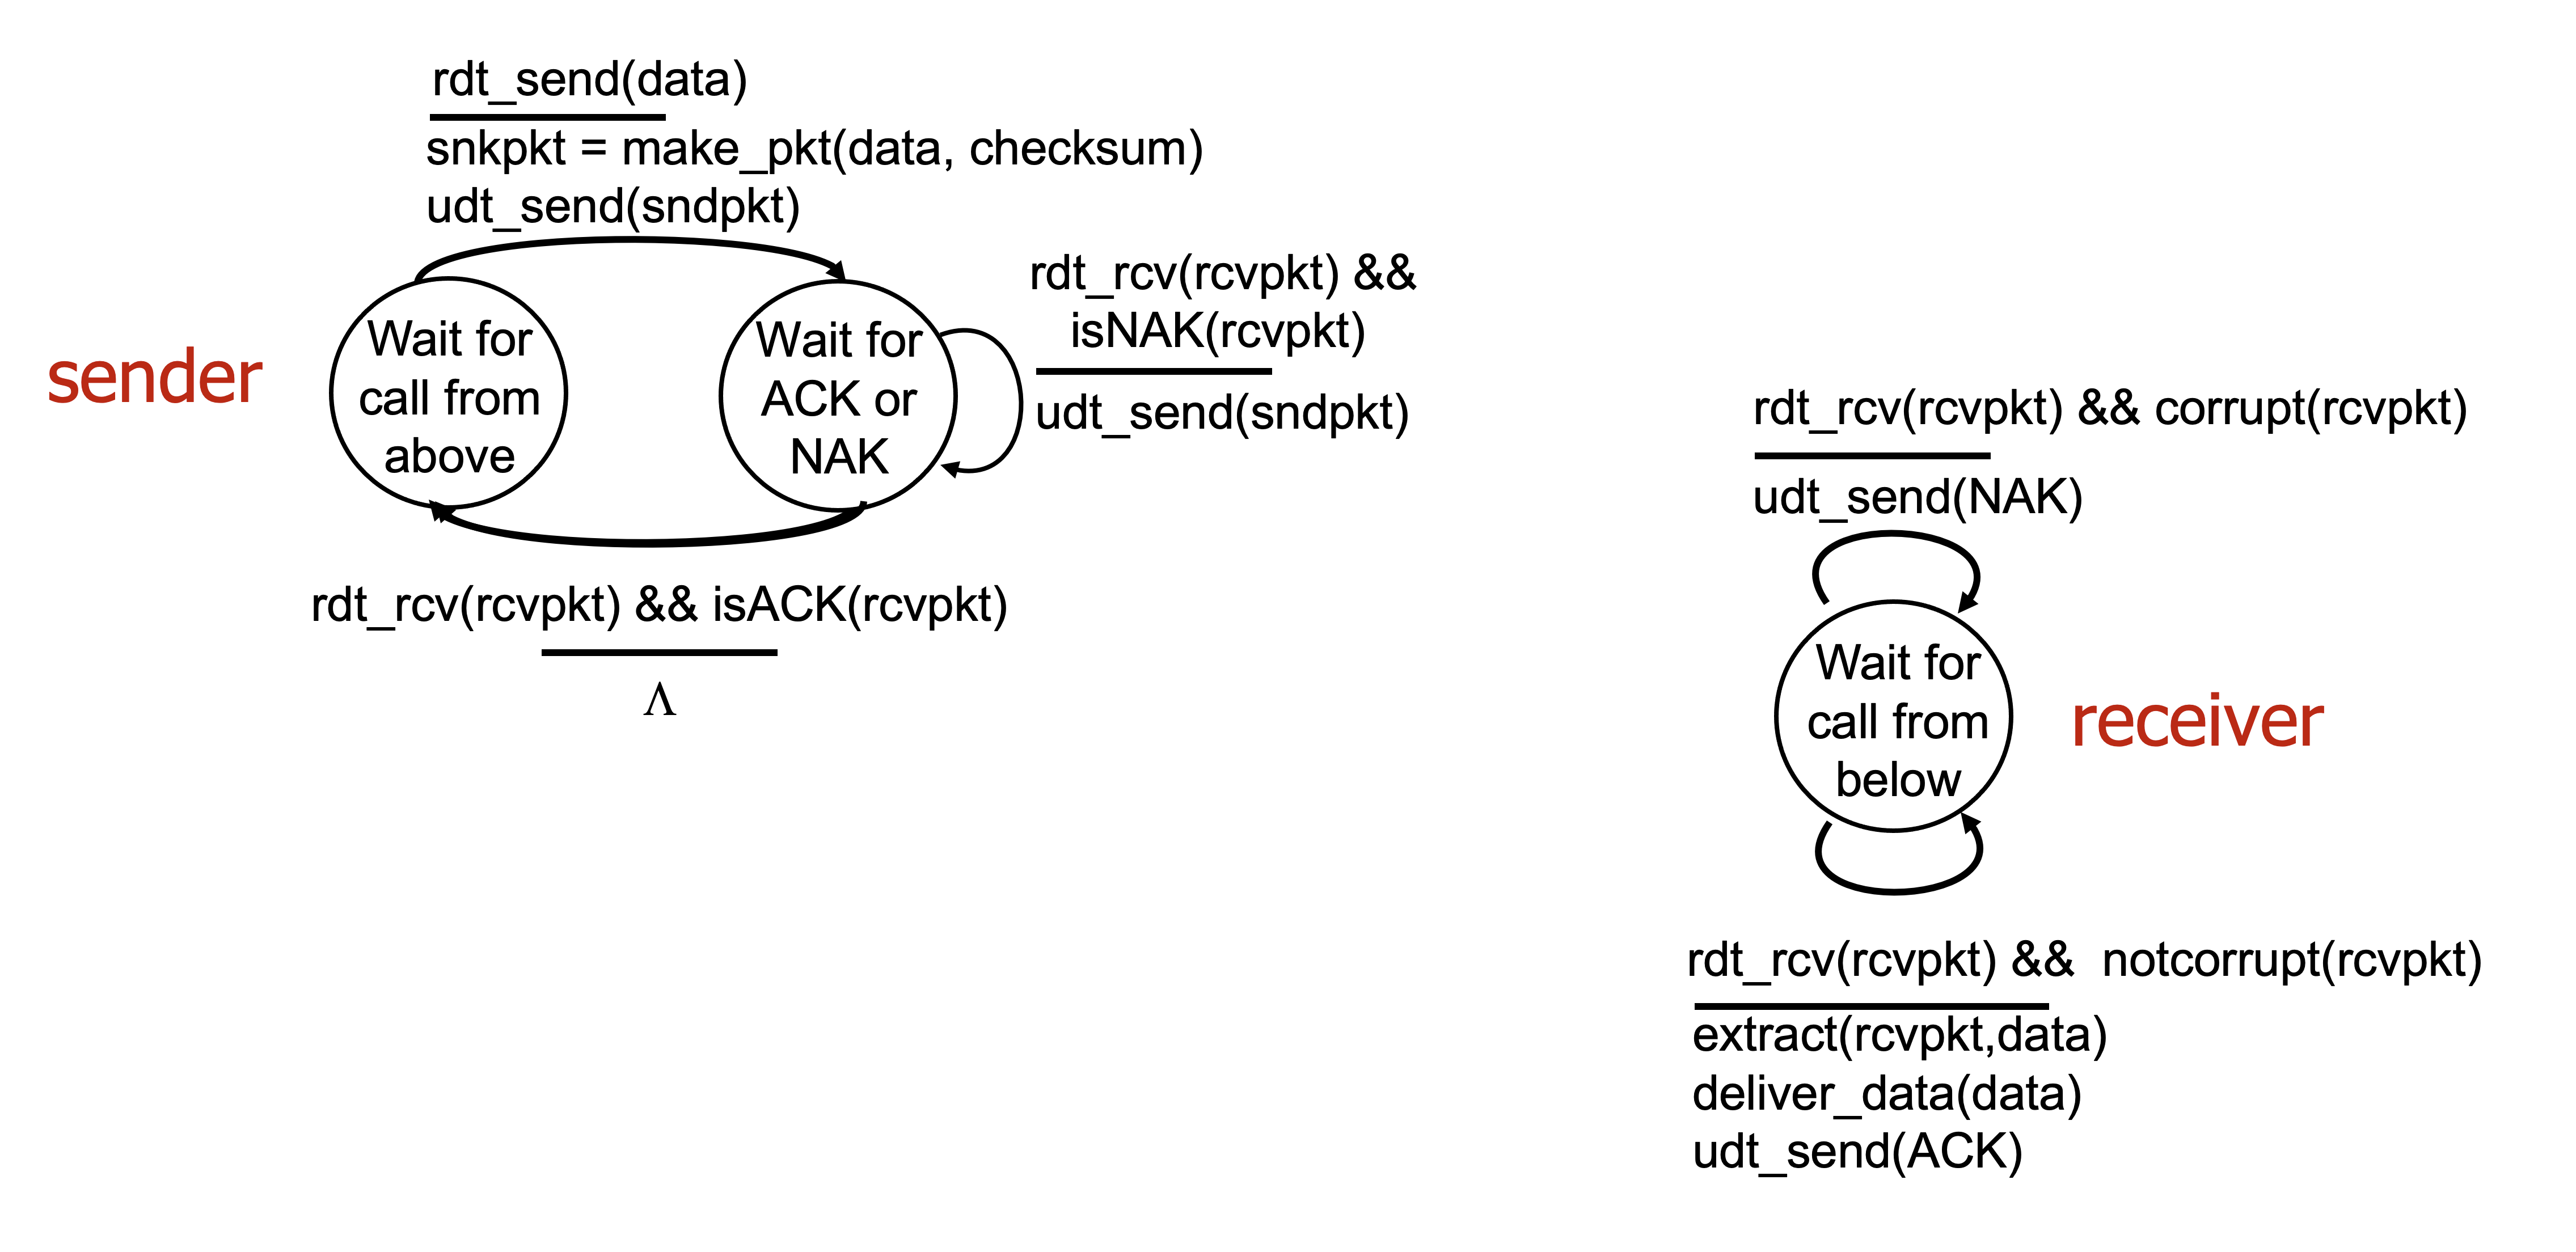 rdt_send(data)
snkpkt = make_pkt(data, checksum)
udt_send(sndpkt)
sender
Wait for
call from
above
Wait for
ACK or
NAK
rdt_rcv(rcvpkt) &&
isNAK(rcvpkt)
udt_send(sndpkt)
rdt_rcv(rcvpkt) && isACK(rcvpkt)
Λ
rdt_rcv(rcvpkt) && corrupt(rcvpkt)
udt_send(NAK)
Wait for
call from
below
receiver
rdt_rcv(rcvpkt) && notcorrupt(rcvpkt)
extract(rcvpkt,data)
deliver_data(data)
udt_send(ACK)